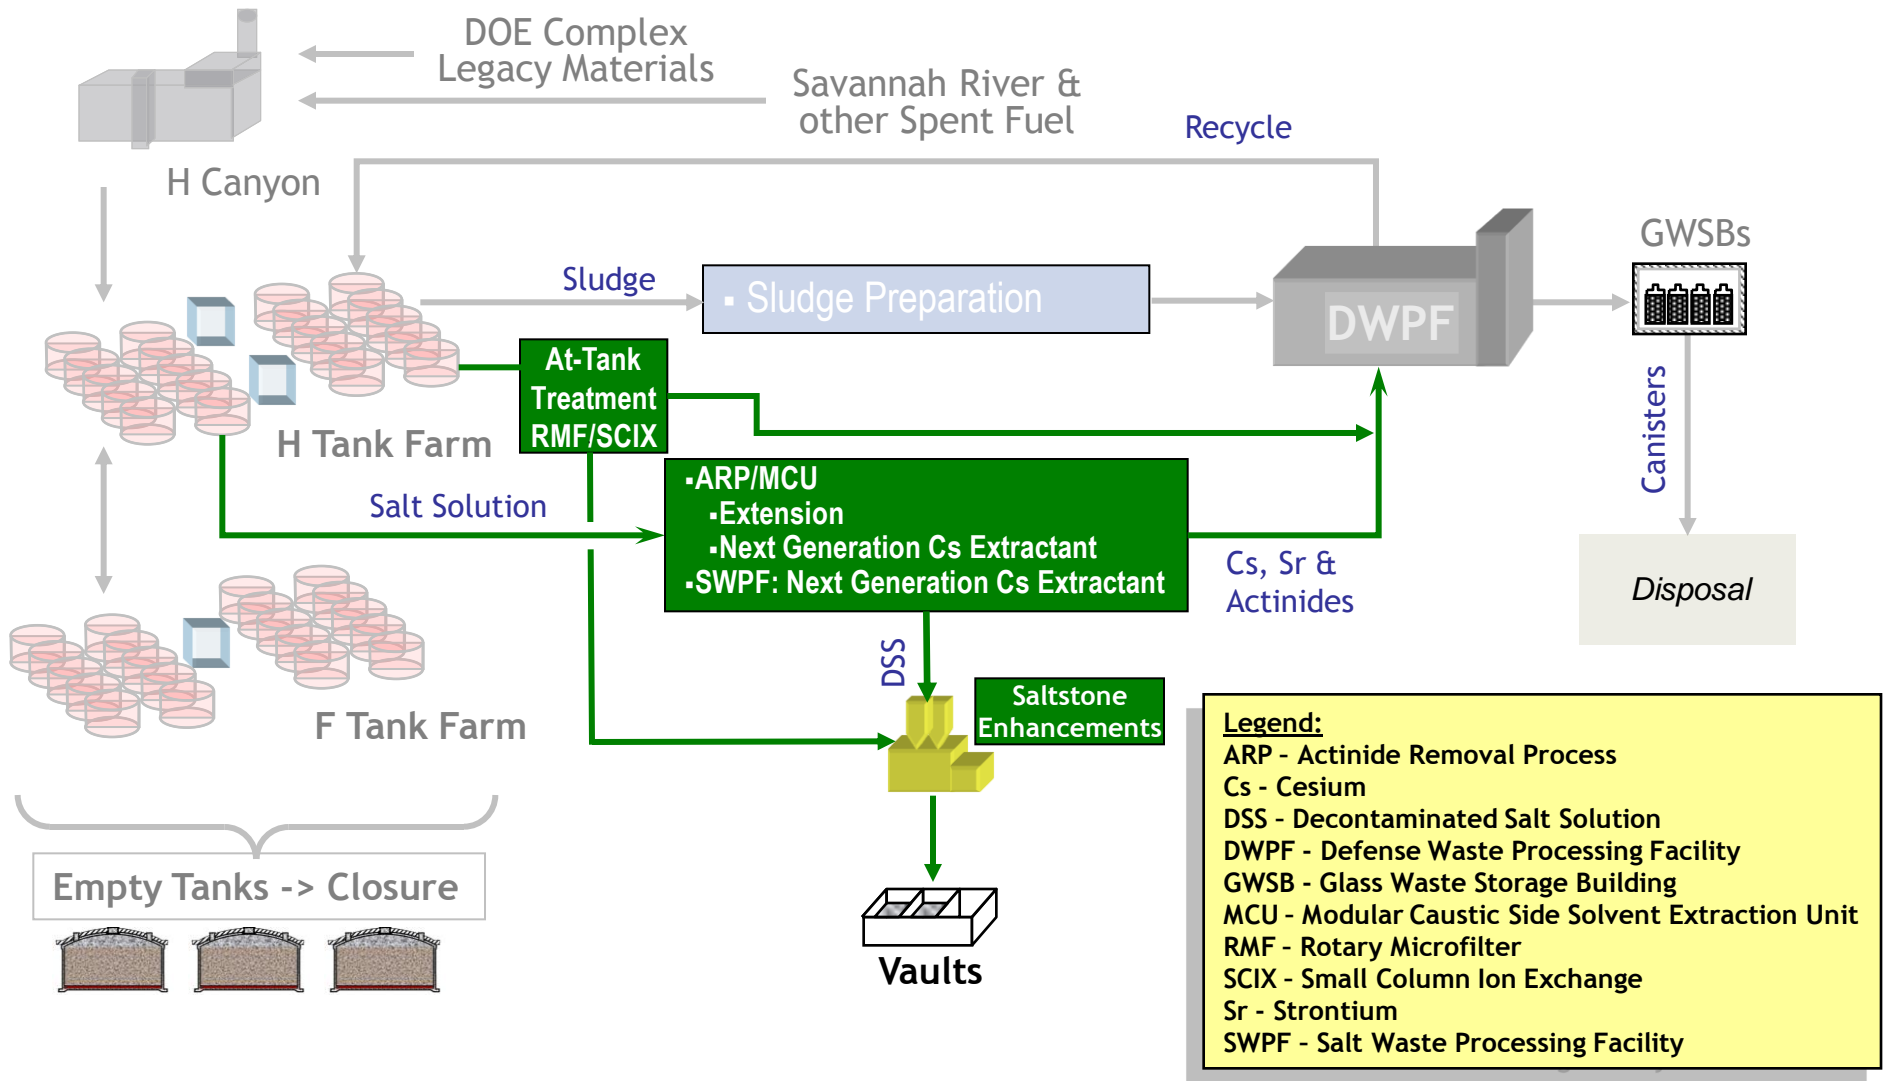 DOE Complex
Legacy Materials
Savannah River &
other Spent Fuel
Recycle
H Canyon
GWSBs
Sludge
▪ Sludge Preparation
DWPF
At-Tank
Treatment
RMF/SCIX
H Tank Farm
Canisters
▪ARP/MCU
▪Extension
▪Next Generation Cs Extractant
▪SWPF: Next Generation Cs Extractant
Salt Solution
Cs, Sr &
Actinides
Disposal
DSS
Saltstone
Enhancements
F Tank Farm
Empty Tanks -> Closure
Vaults
Legend:
ARP – Actinide Removal Process
Cs - Cesium
DSS – Decontaminated Salt Solution
DWPF - Defense Waste Processing Facility
GWSB - Glass Waste Storage Building
MCU – Modular Caustic Side Solvent Extraction Unit
RMF – Rotary Microfilter
SCIX – Small Column Ion Exchange
Sr - Strontium
SWPF – Salt Waste Processing Facility